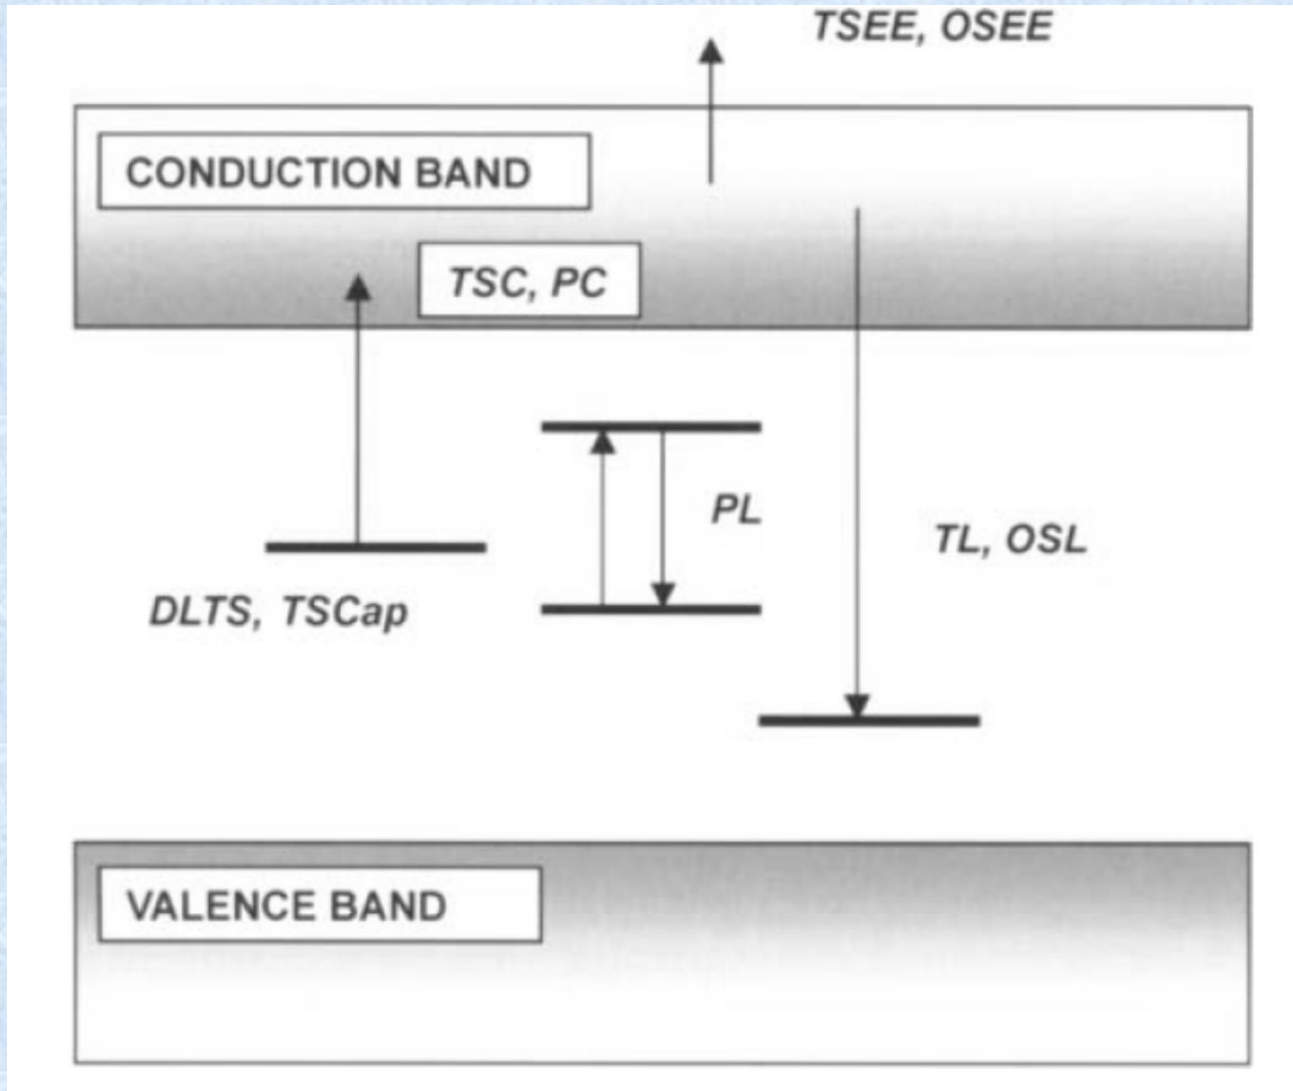 TSEE, OSEE
CONDUCTION BAND
TSC, PC
PL
TL, OSL
DLTS, TSCap
VALENCE BAND